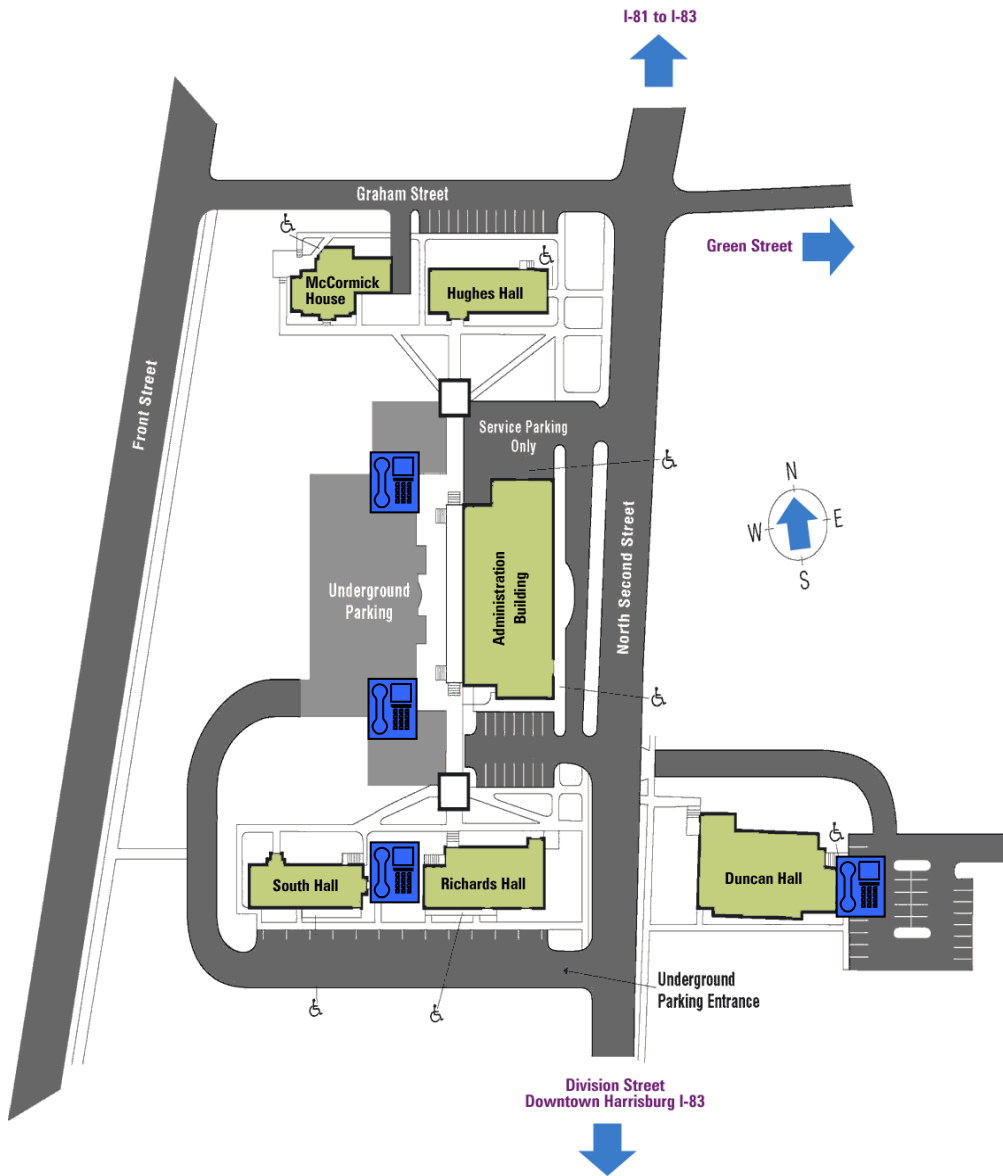 I-81 to I-83
Graham Street
Green Street
McCormick
House
Hughes Hall
Front Street
Service Parking
Only
N
W
E
S
Underground
Parking
Administration
Building
North Second Street
South Hall
Richards Hall
Duncan Hall
Underground
Parking Entrance
Division Street
Downtown Harrisburg I-83